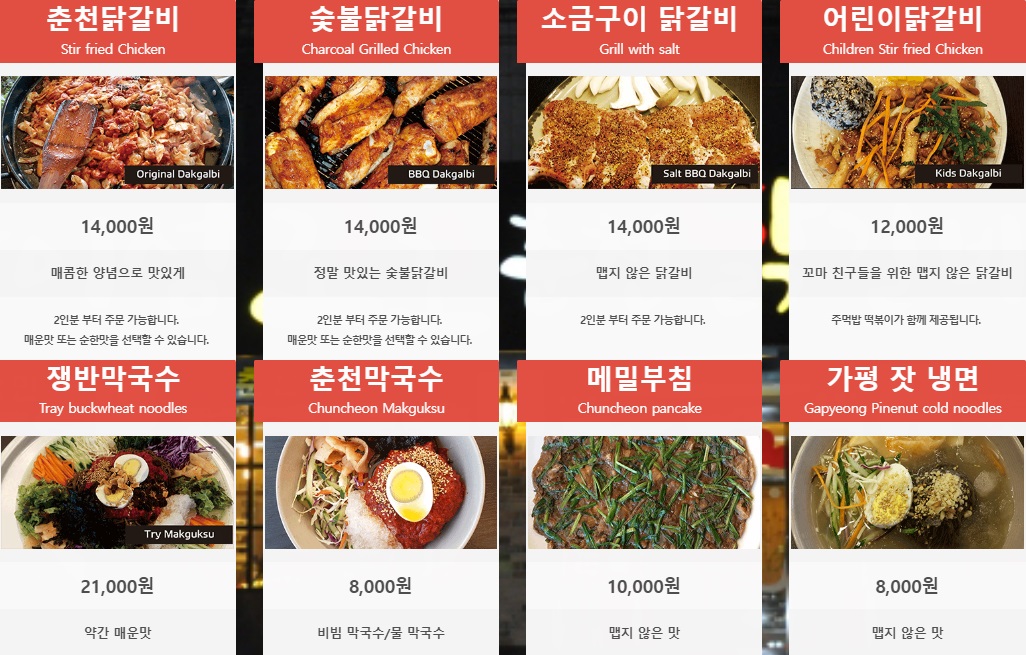 춘천닭갈비
Stir fried Chicken
Original Dakgalbi
14,000원
매콤한 양념으로 맛있게
2인분 부터 주문 가능합니다.
매운맛 또는 순한맛을 선택할 수 있습니다.
숯불닭갈비
Charcoal Grilled Chicken
BBQ Dakgalbi
14,000원
정말 맛있는 숯불닭갈비
2인분 부터 주문 가능합니다.
매운맛 또는 순한맛을 선택할 수 있습니다.
소금구이 닭갈비
Grill with salt
Salt BBQ Dakgalbi
14,000원
맵지 않은 닭갈비
2인분 부터 주문 가능합니다.
어린이닭갈비
Children Stir fried Chicken
Kids Dakgalbi
12,000원
꼬마 친구들을 위한 맵지 않은 닭갈비
주먹밥 떡볶이가 함께 제공됩니다.
쟁반막국수
Tray buckwheat noodles
Try Makguksu
21,000원
약간 매운맛
춘천막국수
Chuncheon Makguksu
8,000원
비빔 막국수/물 막국수
메밀부침
Chuncheon pancake
10,000원
맵지 않은 맛
가평 잣 냉면
Gapyeong Pinenut cold noodles
8,000원
맵지 않은 맛